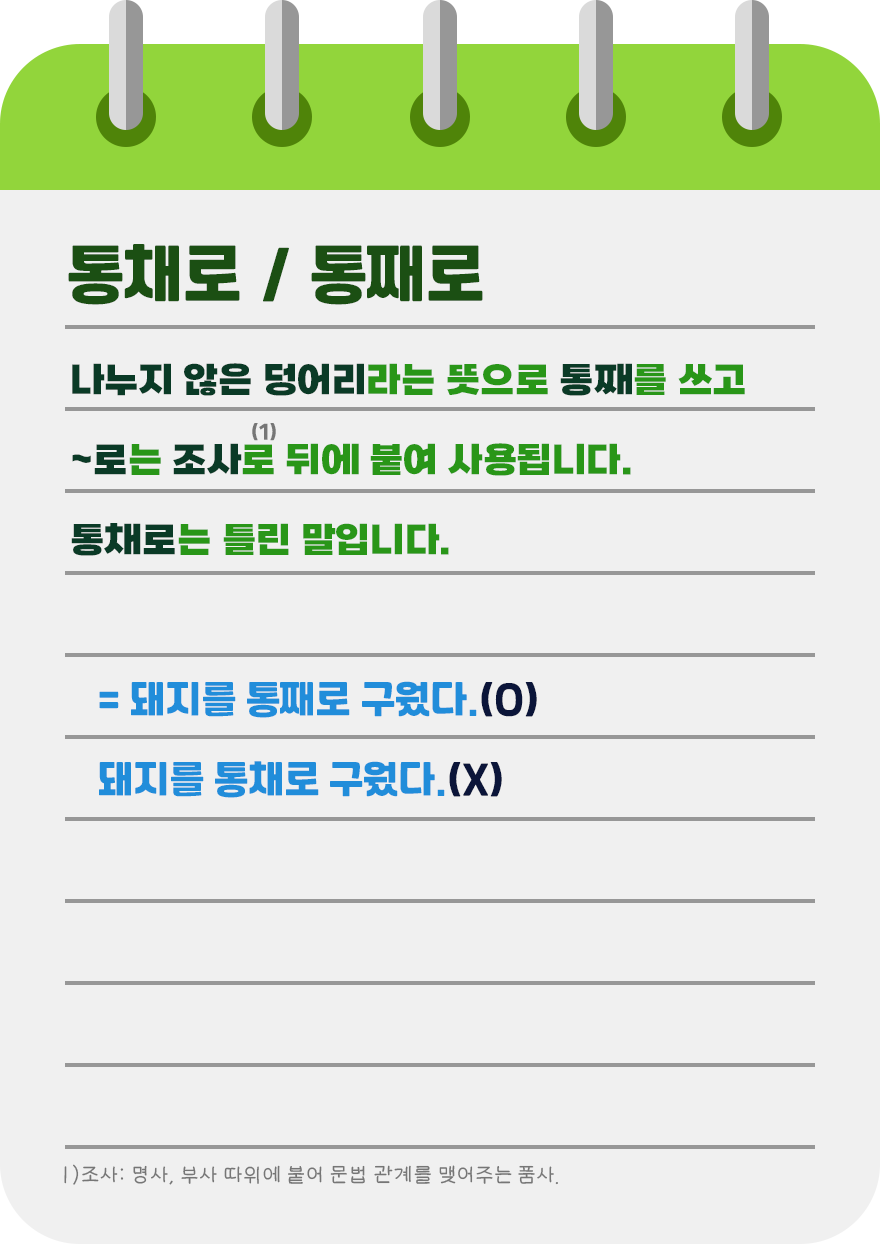 통채로 / 통째로
나누지 않은 덩어리라는 뜻으로 통째를 쓰고
(1)
~로는 조사로 뒤에 붙여 사용됩니다.
통채로는 틀린 말입니다.
= 돼지를 통째로 구웠다.(O)
돼지를 통채로 구웠다.(X)
1)조사: 명사, 부사 따위에 붙어 문법 관계를 맺어주는 품사.